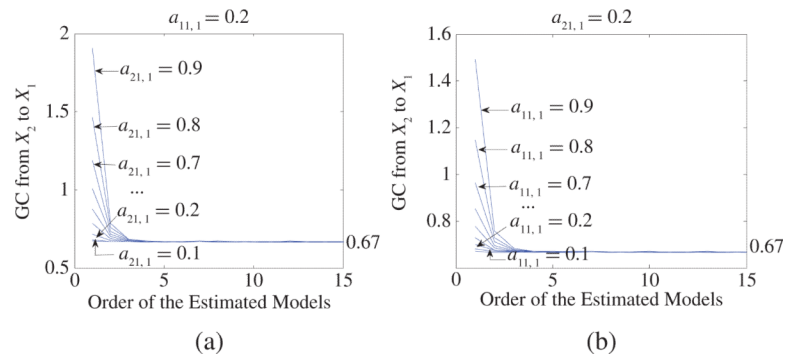 a11, 1 = 0.2
2
1.5
1
0.5
GC from X2 to X1
a21, 1 = 0.9
a21, 1 = 0.8
a21, 1 = 0.7
...
a21, 1 = 0.2
a21, 1 = 0.1
0.67
0 5 10 15
Order of the Estimated Models
(a)
a21, 1 = 0.2
1.6
1.4
1.2
1
0.8
GC from X2 to X1
a11, 1 = 0.9
a11, 1 = 0.8
a11, 1 = 0.7
...
a11, 1 = 0.2
a11, 1 = 0.1
0.67
0 5 10 15
Order of the Estimated Models
(b)